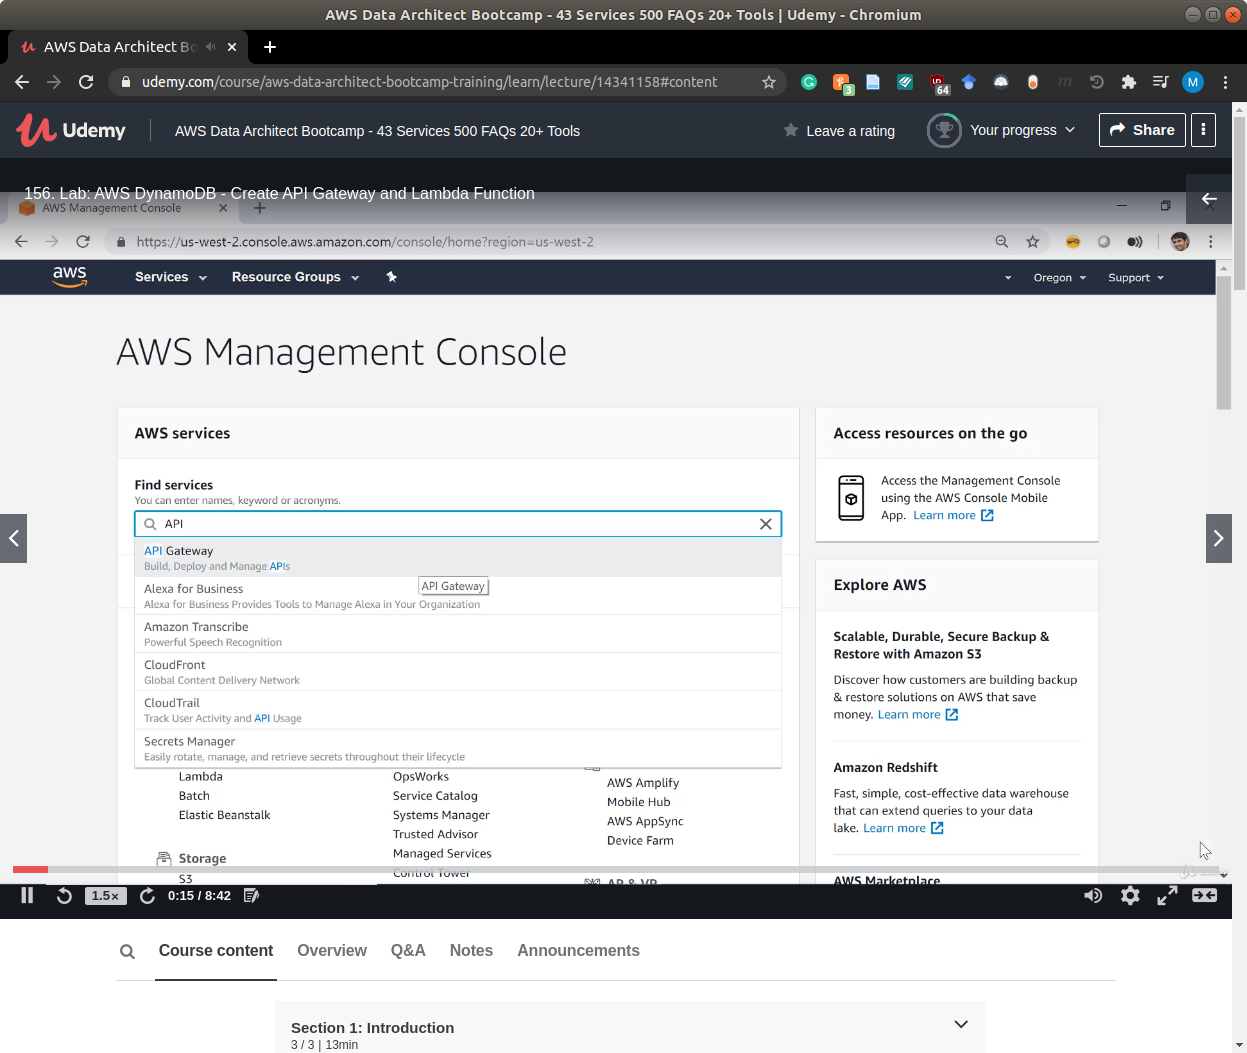 AWS Data Architect Bootcamp - 43 Services 500 FAQs 20+ Tools | Udemy - Chromium
AWS Data Architect Bo
udemy.com/course/aws-data-architect-bootcamp-training/learn/lecture/14341158#content
3
64
M
Udemy
AWS Data Architect Bootcamp - 43 Services 500 FAQs 20+ Tools
Leave a rating
Your progress
Share
156. Lab: AWS DynamoDB - Create API Gateway and Lambda Function
AWS Management Console
https://us-west-2.console.aws.amazon.com/console/home?region=us-west-2
aws
Services
Resource Groups
Oregon
Support
AWS Management Console
AWS services
Find services
You can enter names, keyword or acronyms.
API
API Gateway
Build, Deploy and Manage APIs
API Gateway
Alexa for Business
Alexa for Business Provides Tools to Manage Alexa in Your Organization
Amazon Transcribe
Powerful Speech Recognition
CloudFront
Global Content Delivery Network
CloudTrail
Track User Activity and API Usage
Secrets Manager
Easily rotate, manage, and retrieve secrets throughout their lifecycle
Lambda
Batch
Elastic Beanstalk
Storage
S3
OpsWorks
Service Catalog
Systems Manager
Trusted Advisor
Managed Services
Control Tower
AWS Amplify
Mobile Hub
AWS AppSync
Device Farm
AR & VR
Access resources on the go
Access the Management Console
using the AWS Console Mobile
App. Learn more
Explore AWS
Scalable, Durable, Secure Backup &
Restore with Amazon S3
Discover how customers are building backup
& restore solutions on AWS that save
money. Learn more
Amazon Redshift
Fast, simple, cost-effective data warehouse
that can extend queries to your data
lake. Learn more
AWS Marketplace
1.5×
0:15 / 8:42
Course content
Overview
Q&A
Notes
Announcements
Section 1: Introduction
3 / 3 | 13min